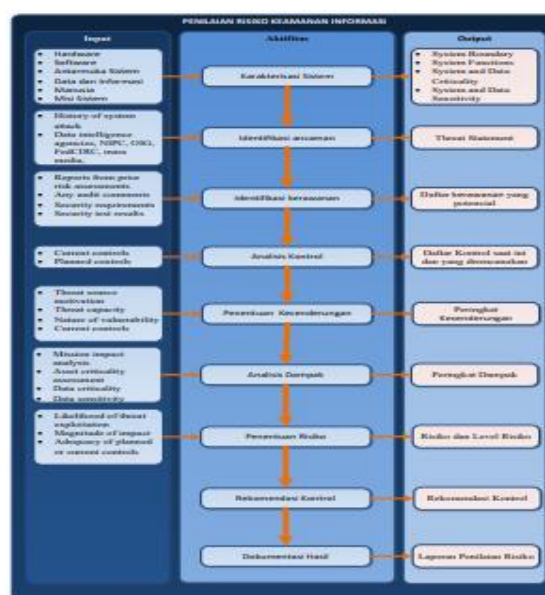 PENILAIAN RISIKO KEAMANAN INFORMASI
Input
Aktifitas
Output
Hardware
Software
Antarmuka Sistem
Data dan Informasi
Manusia
Misi Sistem
Karakterisasi Sistem
System Boundary
System Functions
System and Data
Criticality
System and Data
Sensitivity
History of system
attack
Data intelligence
agencies, NIPC, OIG,
FedCIRC, mass
media,
Identifikasi ancaman
Threat Statement
Reports from prior
risk assessments
Any audit comments
Security requirements
Security test results
Identifikasi kerawanan
Daftar kerawanan yang
potensial
Current controls
Planned controls
Analisis Kontrol
Daftar Kontrol saat ini
dan yang direncanakan
Threat source
motivation
Threat capacity
Nature of vulnerability
Current controls
Penentuan Kecenderungan
Peringkat
Kecenderungan
Mission impact
analysis
Asset criticality
assessment
Data criticality
Data sensitivity
Analisis Dampak
Peringkat Dampak
Likelihood of threat
exploitation
Magnitude of impact
Adequacy of planned
or current controls
Penentuan Risiko
Risiko dan Level Risiko
Rekomendasi Kontrol
Rekomendasi Kontrol
Dokumentasi Hasil
Laporan Penilaian Risiko